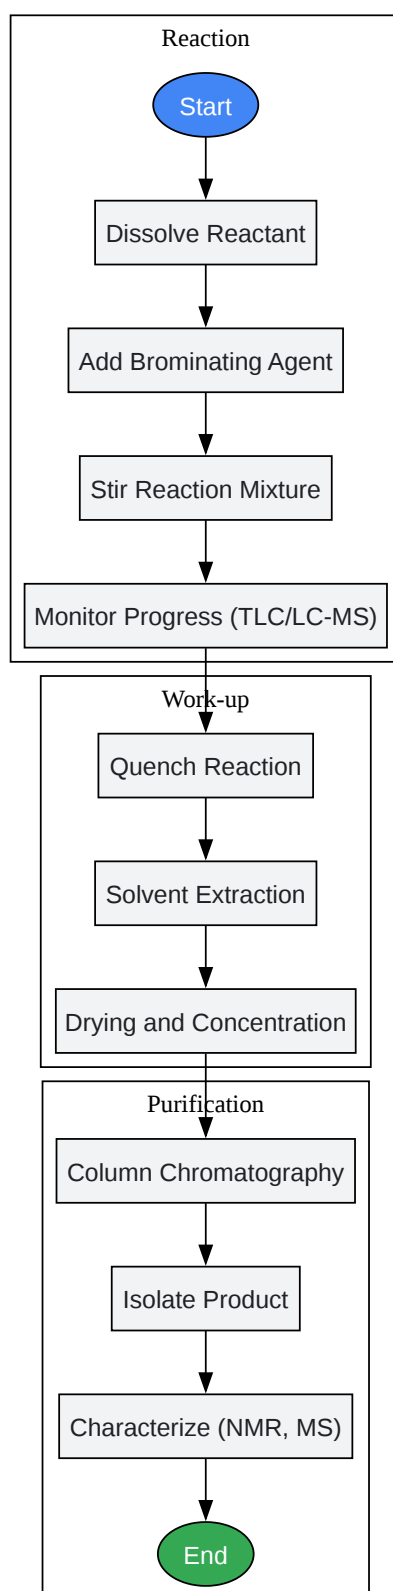 Reaction
Start
Dissolve Reactant
Add Brominating Agent
Stir Reaction Mixture
Monitor Progress (TLC/LC-MS)
Work-up
Quench Reaction
Solvent Extraction
Drying and Concentration
Purification
Column Chromatography
Isolate Product
Characterize (NMR, MS)
End